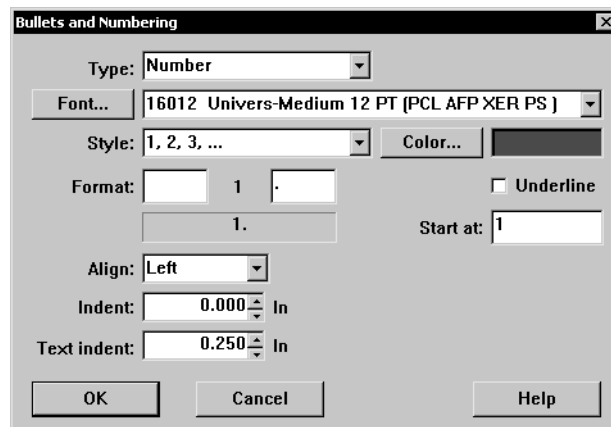 Bullets and Numbering
Type: Number
Font... 16012 Univers-Medium 12 PT (PCL AFP XER PS )
Style: 1, 2, 3, ... Color...
Format: 1 . Underline
1. Start at: 1
Align: Left
Indent: 0.000 In
Text indent: 0.250 In
OK Cancel Help